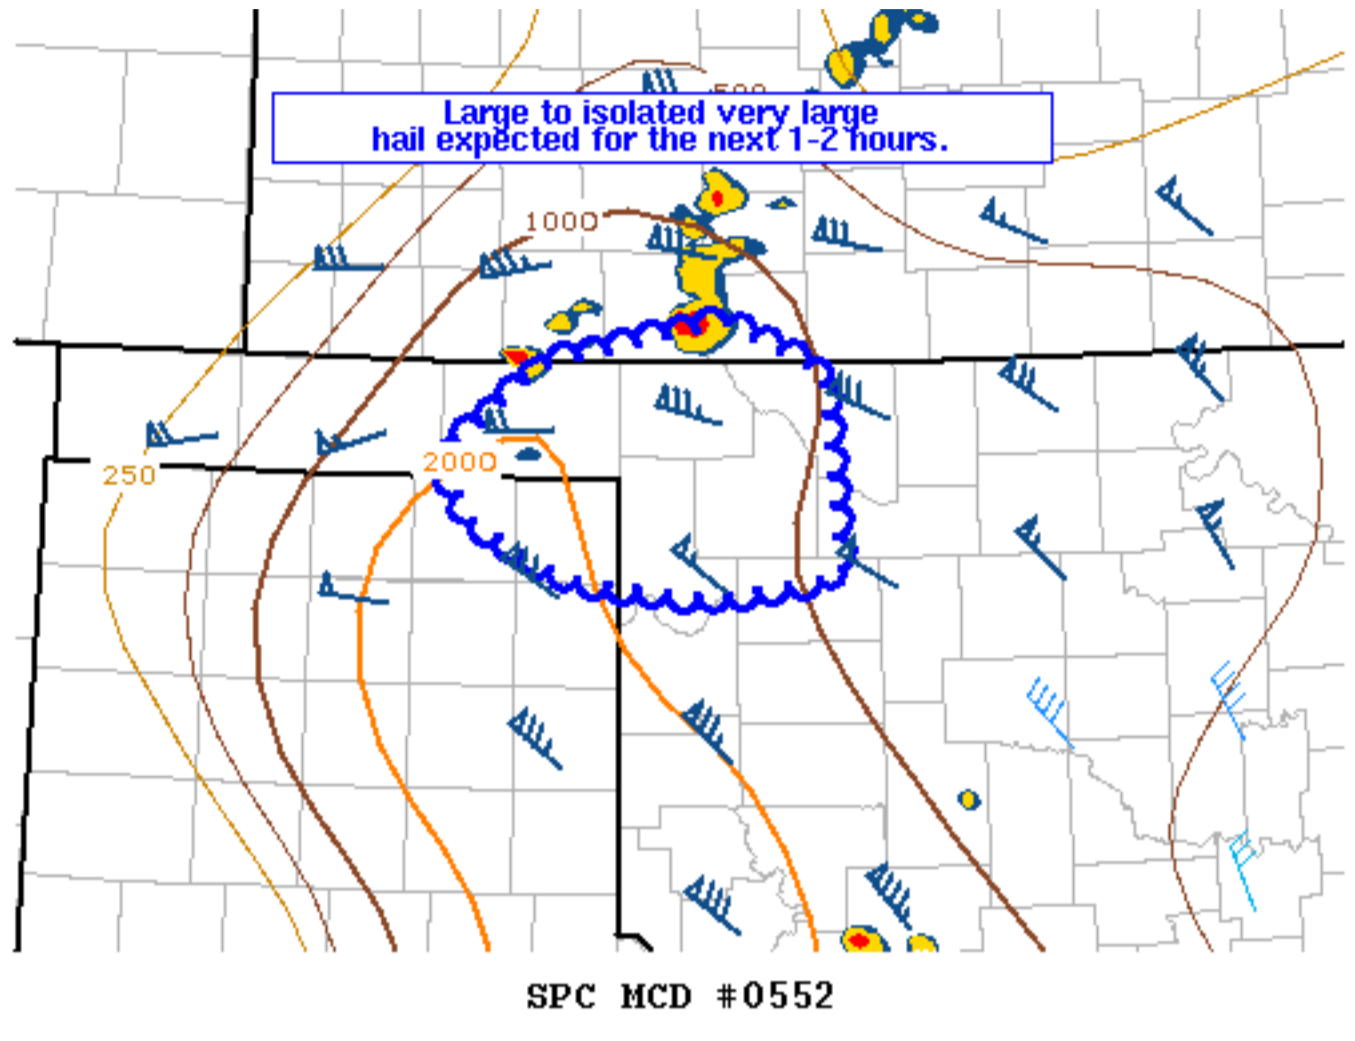 500
Large to isolated very large
hail expected for the next 1-2 hours.
1000
2000
250
SPC MCD #0552